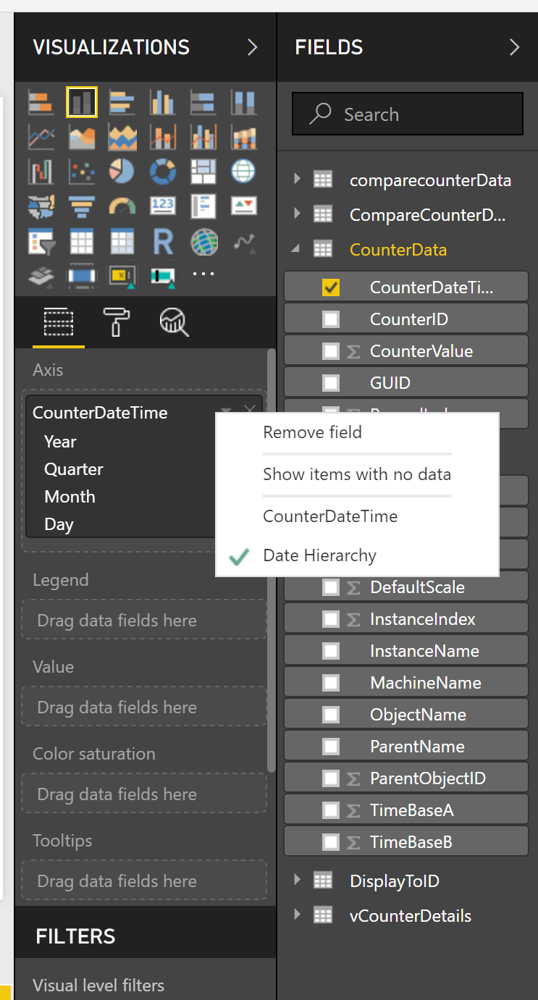 VISUALIZATIONS
123
R
Axis
CounterDateTime
Year
Quarter
Month
Day
Remove field
Show items with no data
CounterDateTime
Date Hierarchy
Legend
Drag data fields here
Value
Drag data fields here
Color saturation
Drag data fields here
Tooltips
Drag data fields here
FILTERS
Visual level filters
FIELDS
Search
comparecounterData
CompareCounterD...
CounterData
CounterDateTi...
CounterID
Σ CounterValue
GUID
Σ DefaultScale
Σ InstanceIndex
InstanceName
MachineName
ObjectName
ParentName
Σ ParentObjectID
Σ TimeBaseA
Σ TimeBaseB
DisplayToID
vCounterDetails